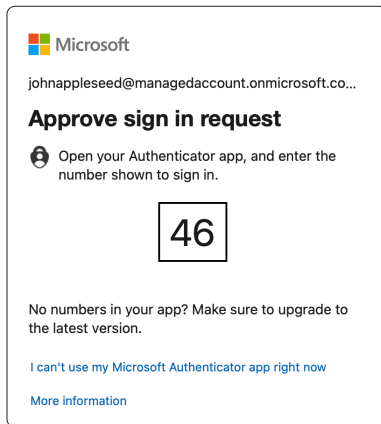 Microsoft
johnappleseed@managedaccount.onmicrosoft.co...
Approve sign in request
Open your Authenticator app, and enter the
number shown to sign in.
46
No numbers in your app? Make sure to upgrade to
the latest version.
I can't use my Microsoft Authenticator app right now
More information